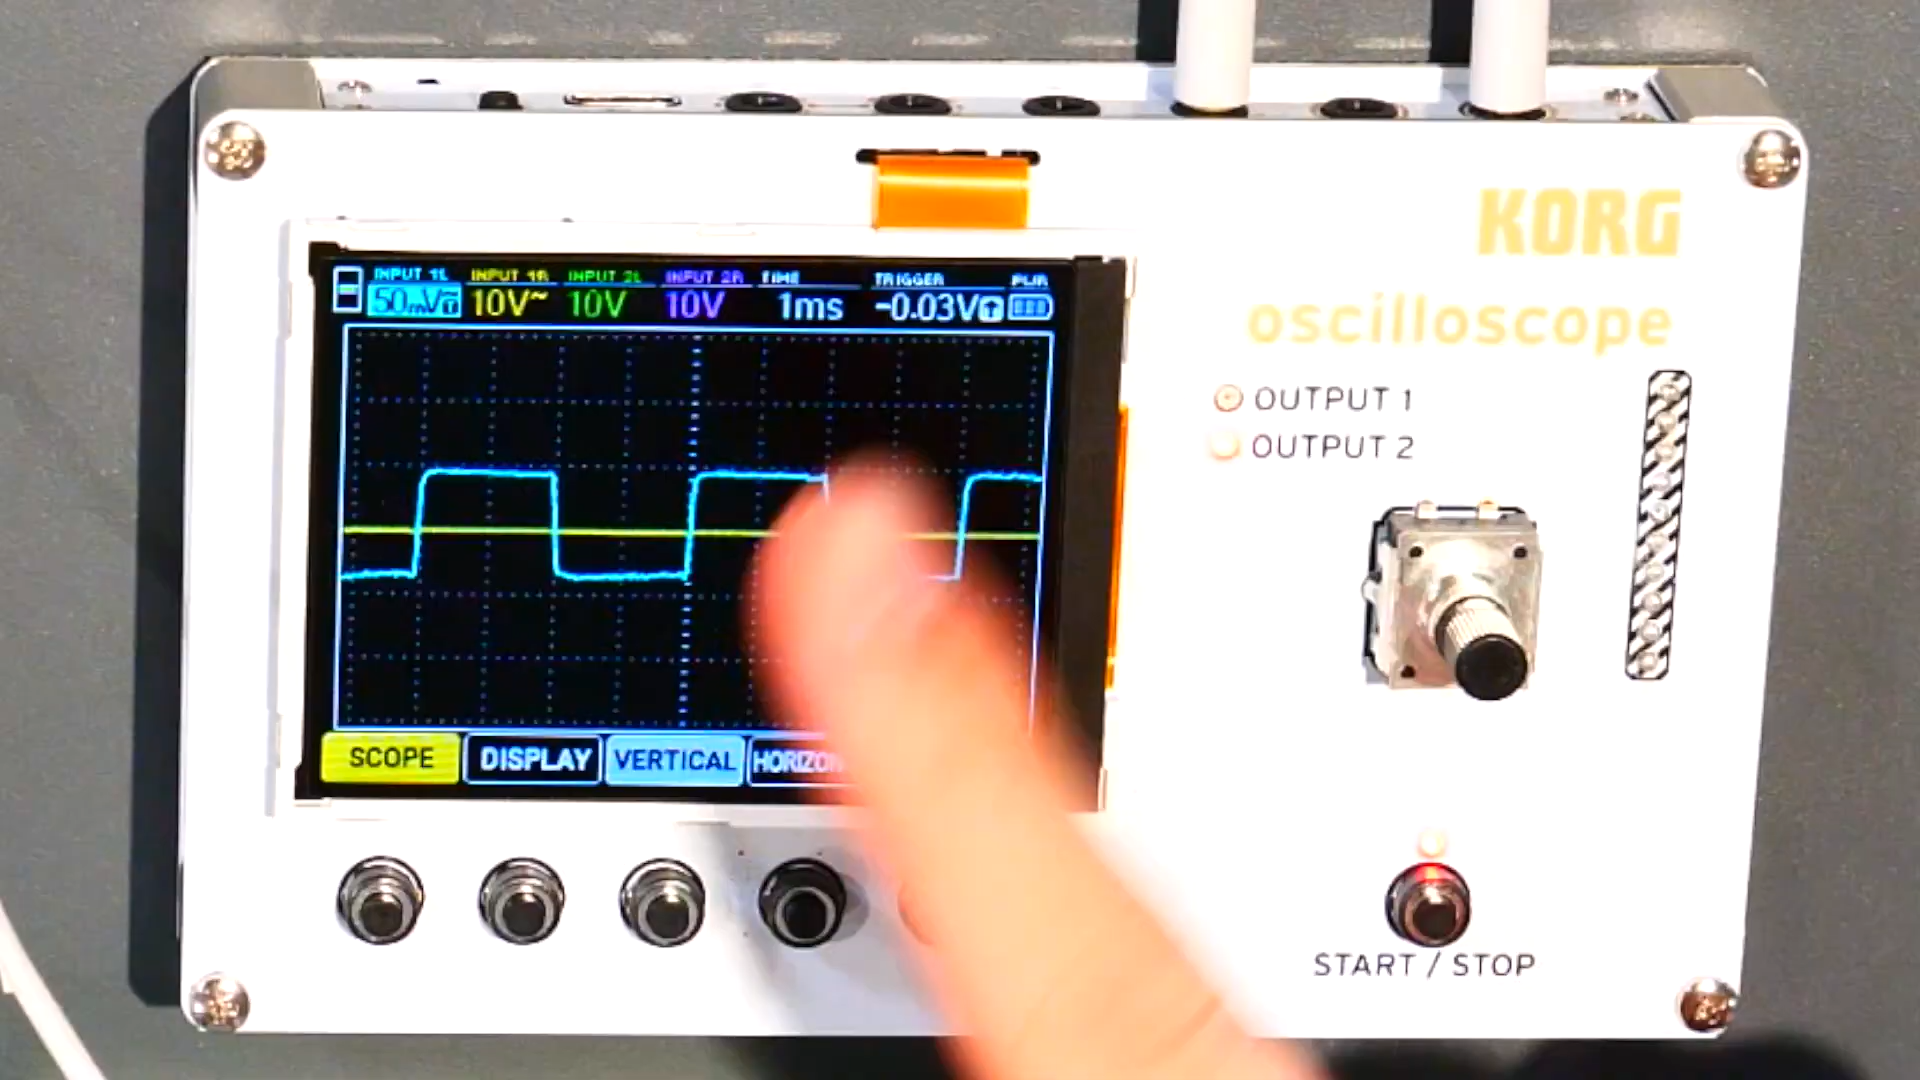 KORG
oscilloscope
INPUT 1L INPUT 1R INPUT 2L INPUT 2R TIME TRIGGER PWR
50mV 10V~ 10V 10V 1ms -0.03V
OUTPUT 1
OUTPUT 2
SCOPE DISPLAY VERTICAL HORIZON
START / STOP